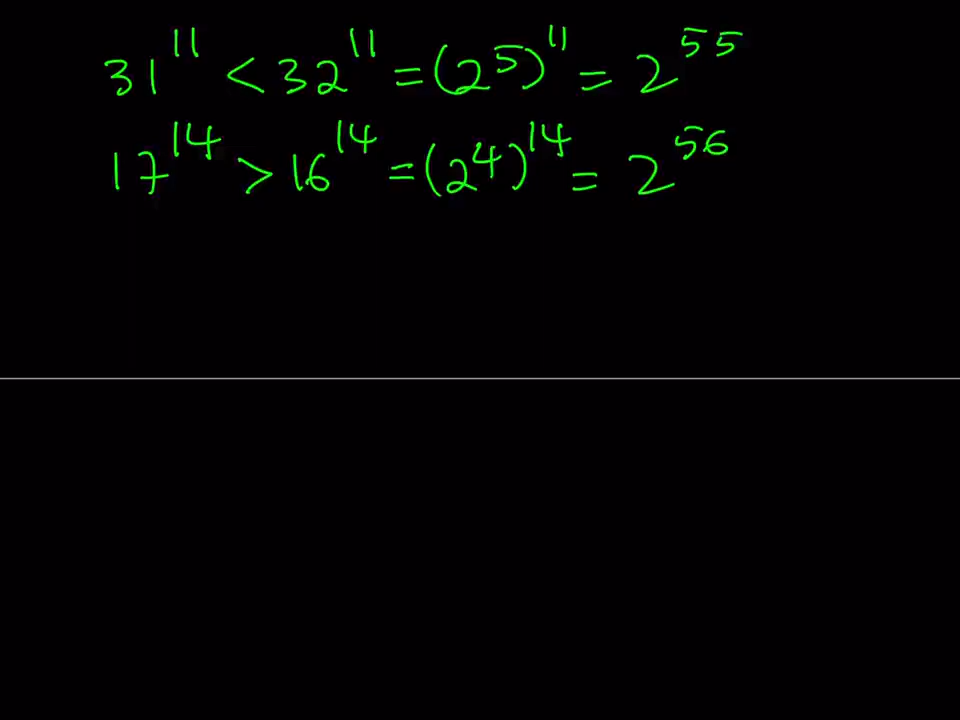 31^11 < 32^11 = (2^5)^11 = 2^55
17^14 > 16^14 = (2^4)^14 = 2^56